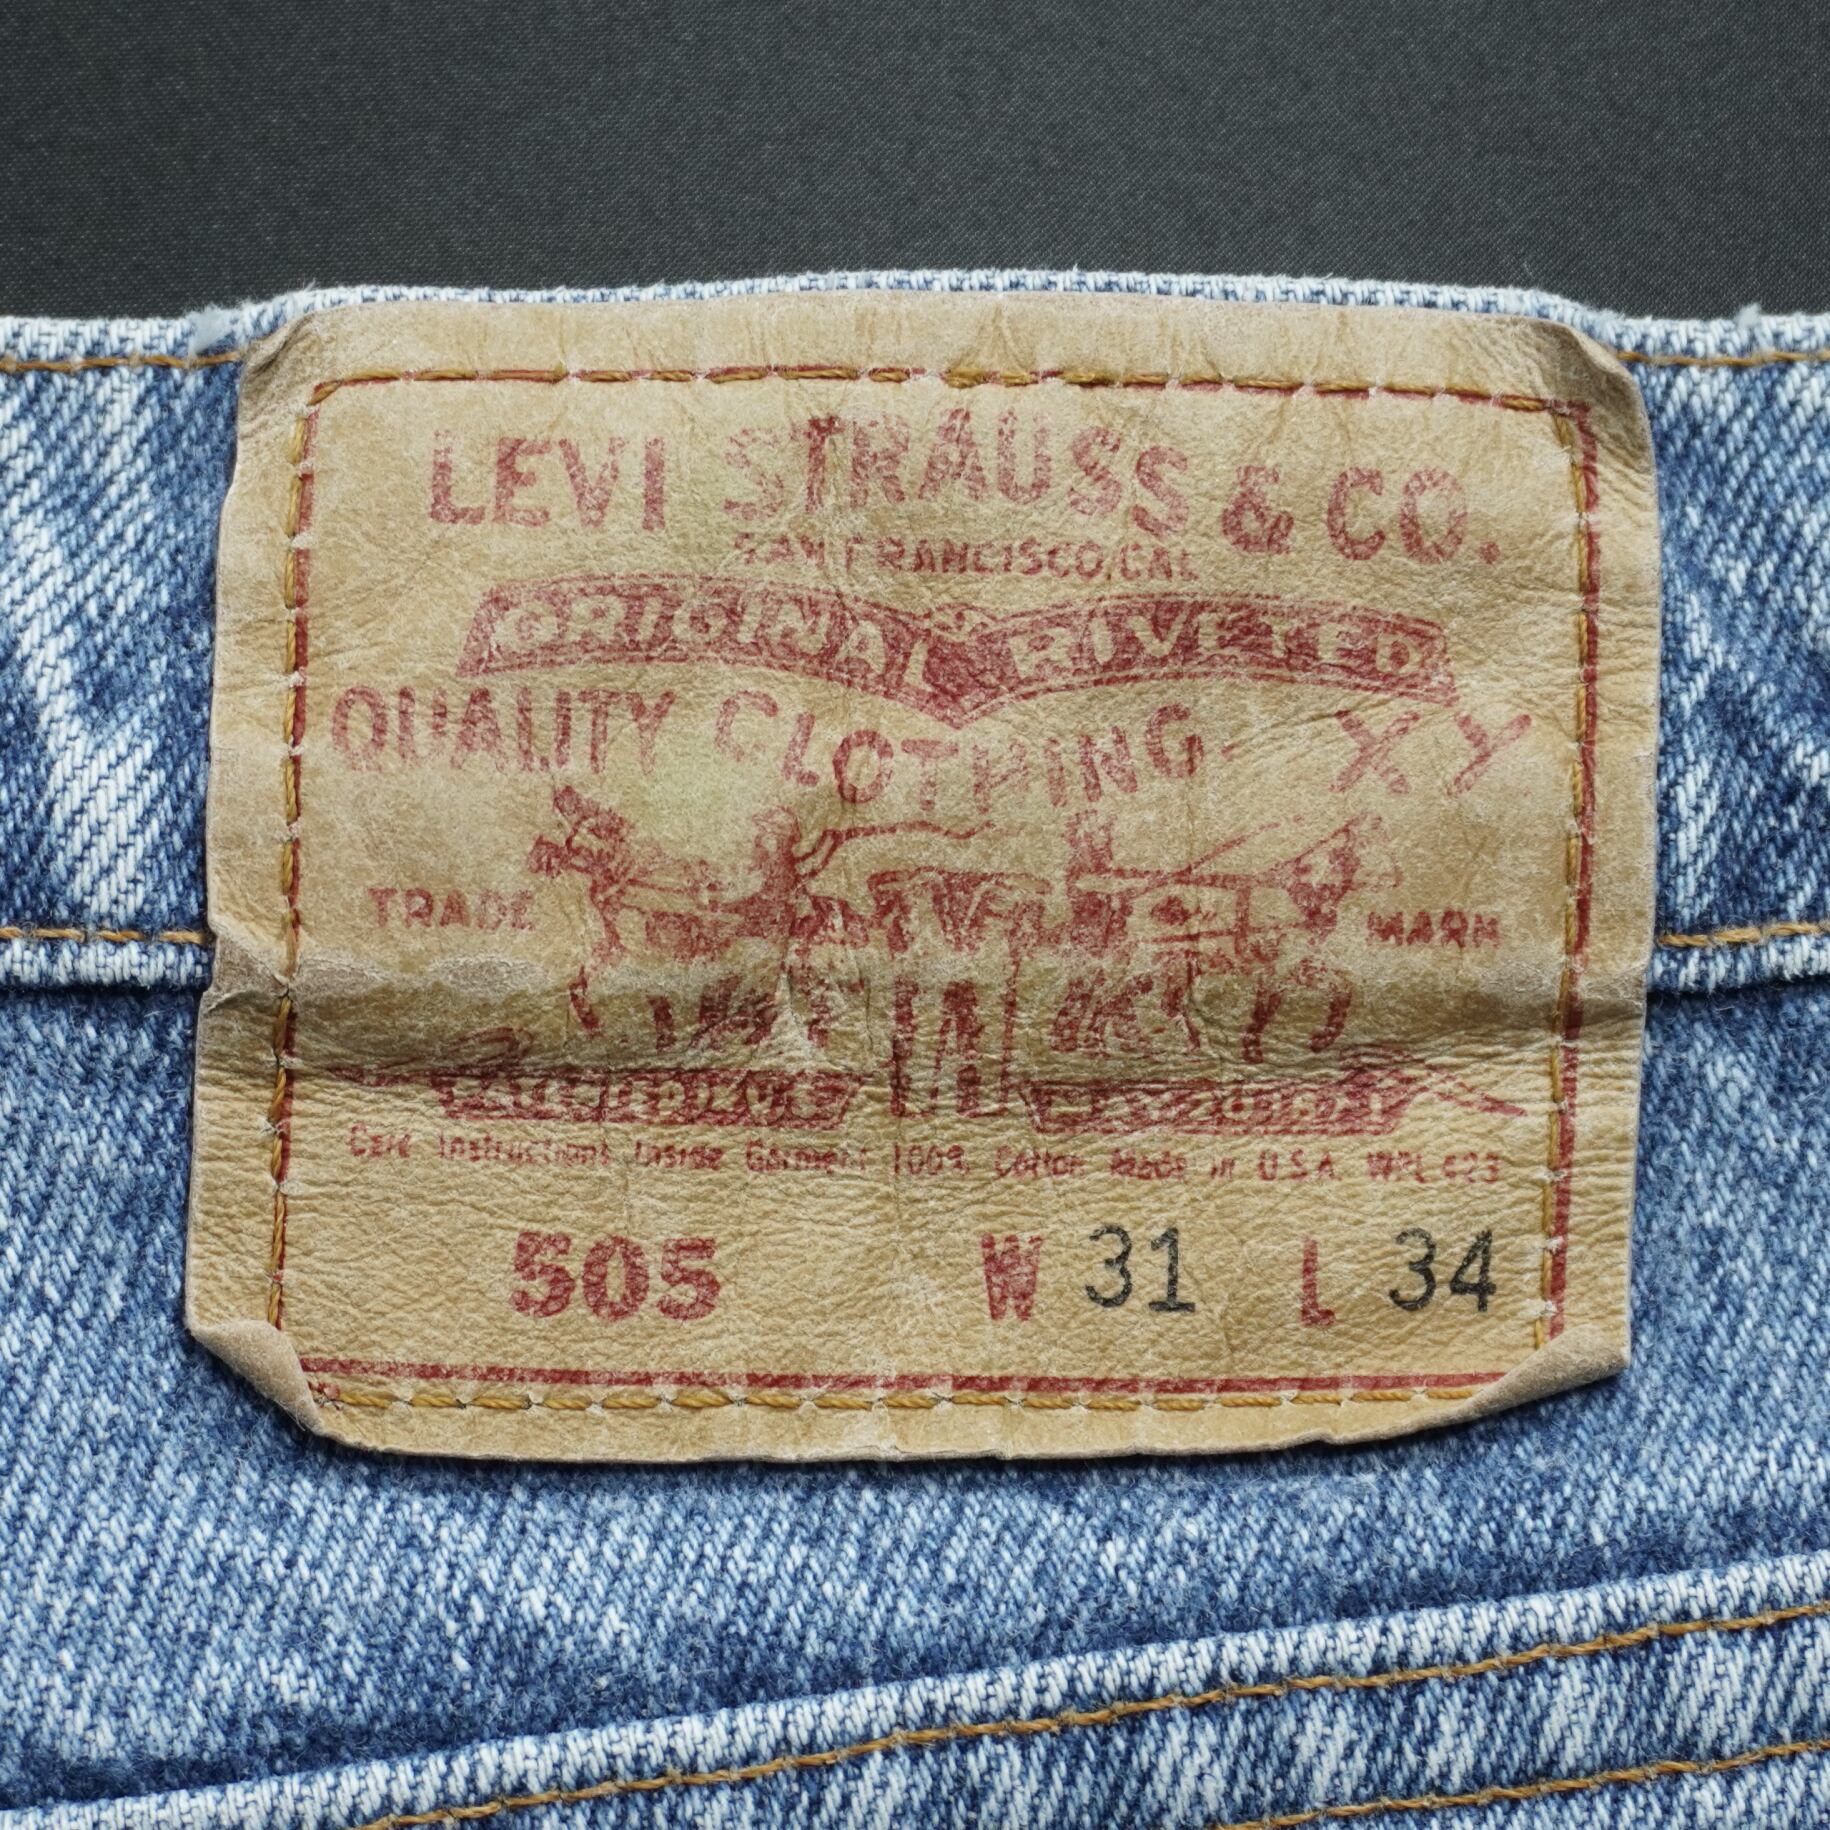 LEVI STRAUSS & CO.
SAN FRANCISCO, CAL
ORIGINAL RIVETED
QUALITY CLOTHING.
TRADE MARK
Care Instructions Inside Garment 100% Cotton Made in U.S.A. WPL 423
505 W 31 L 34